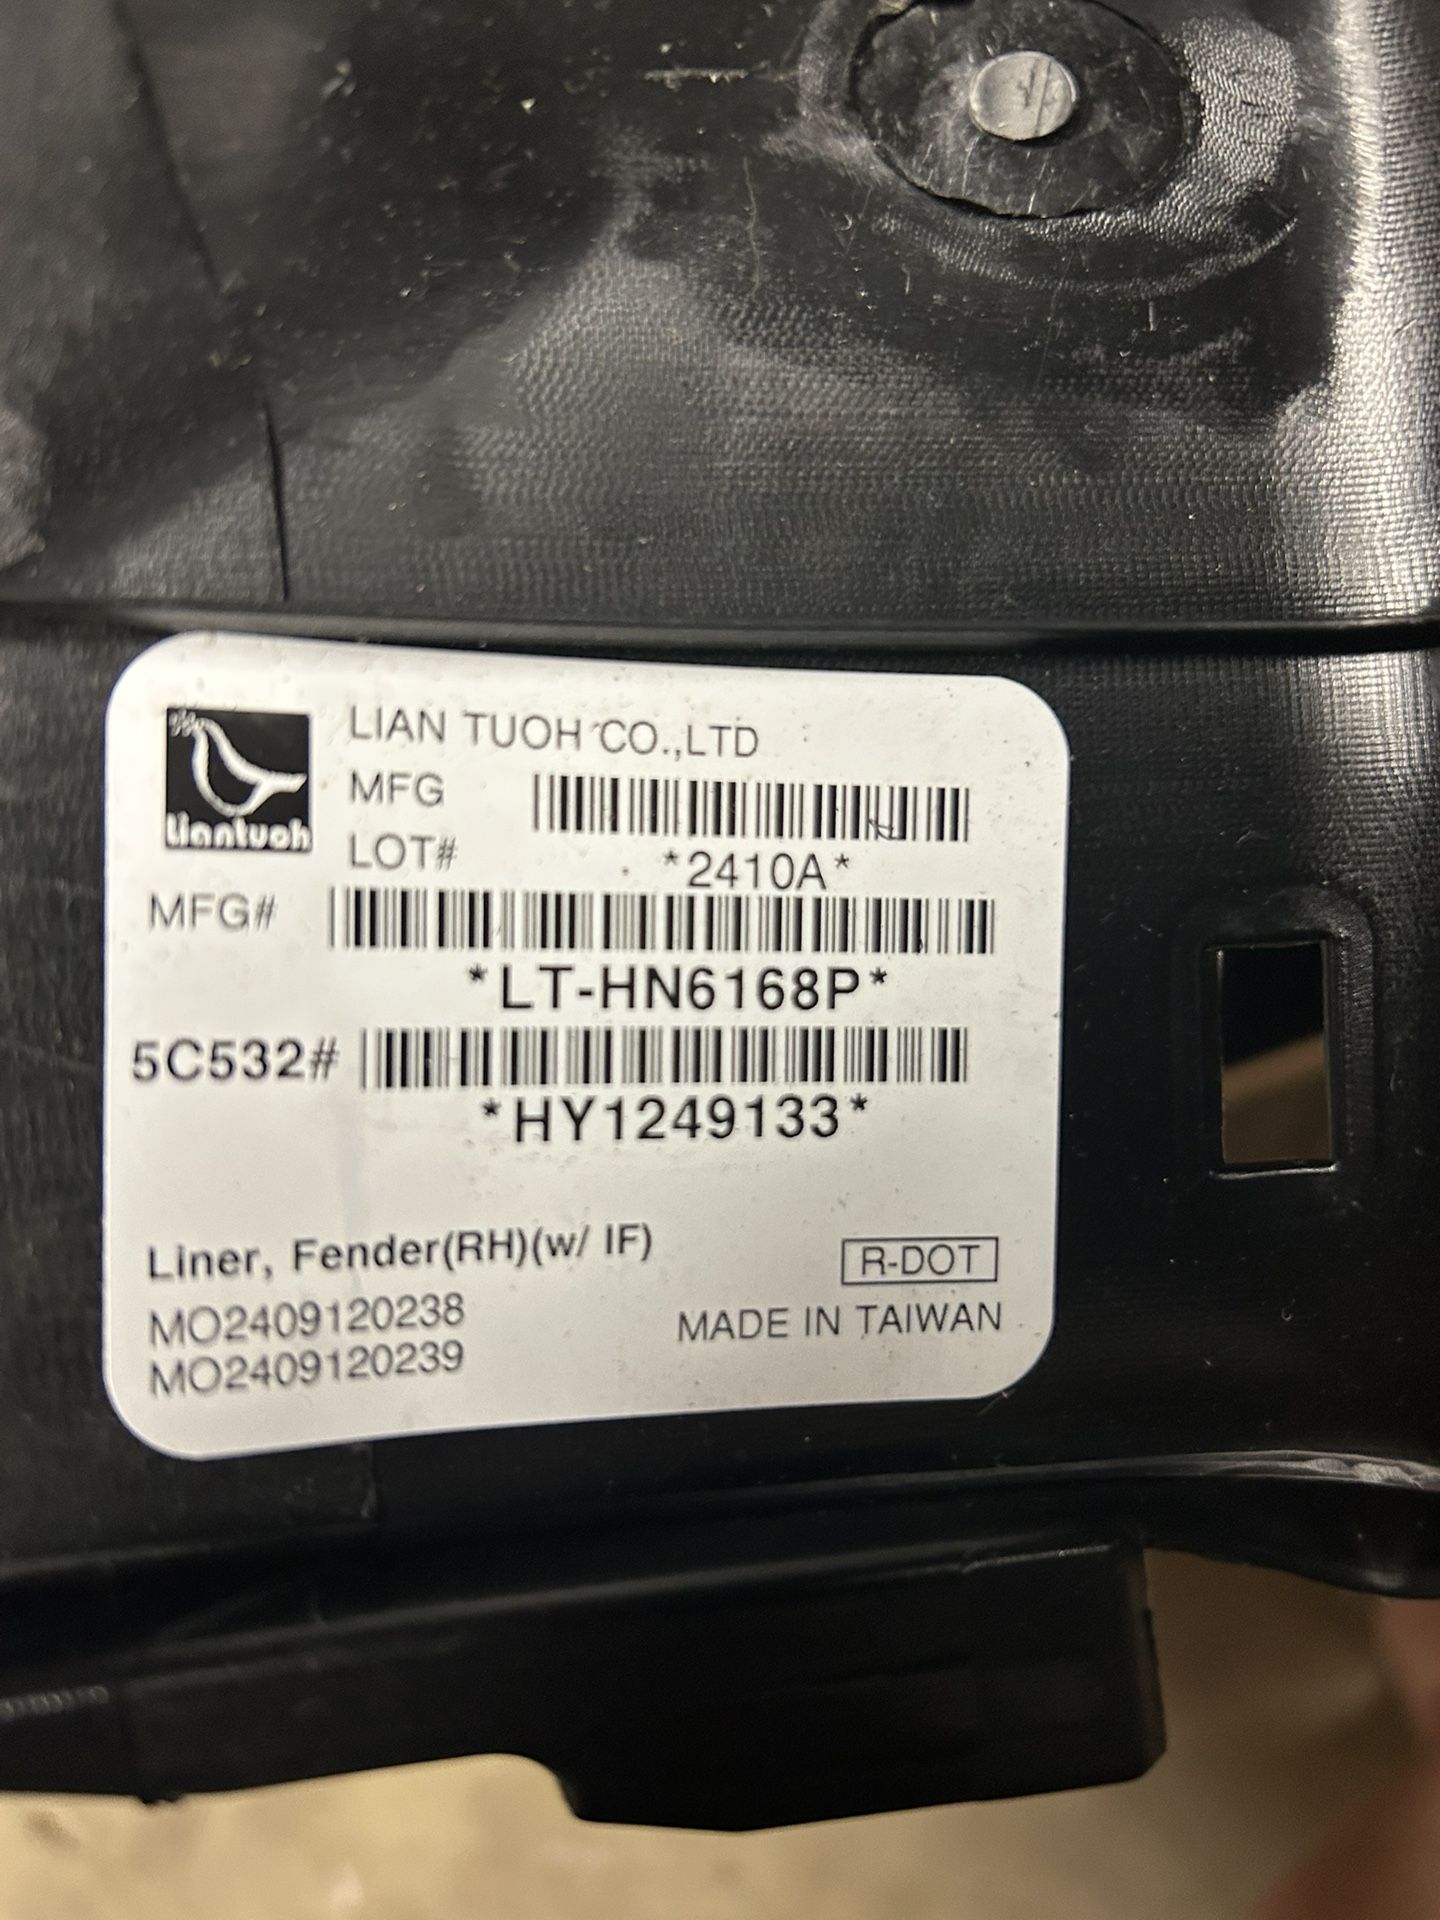 LIAN TUOH CO.,LTD
Liantuoh
MFG
LOT#
*2410A*
MFG#
*LT-HN6168P*
5C532#
*HY1249133*
Liner, Fender(RH)(w/ IF)
R-DOT
MO2409120238
MADE IN TAIWAN
MO2409120239